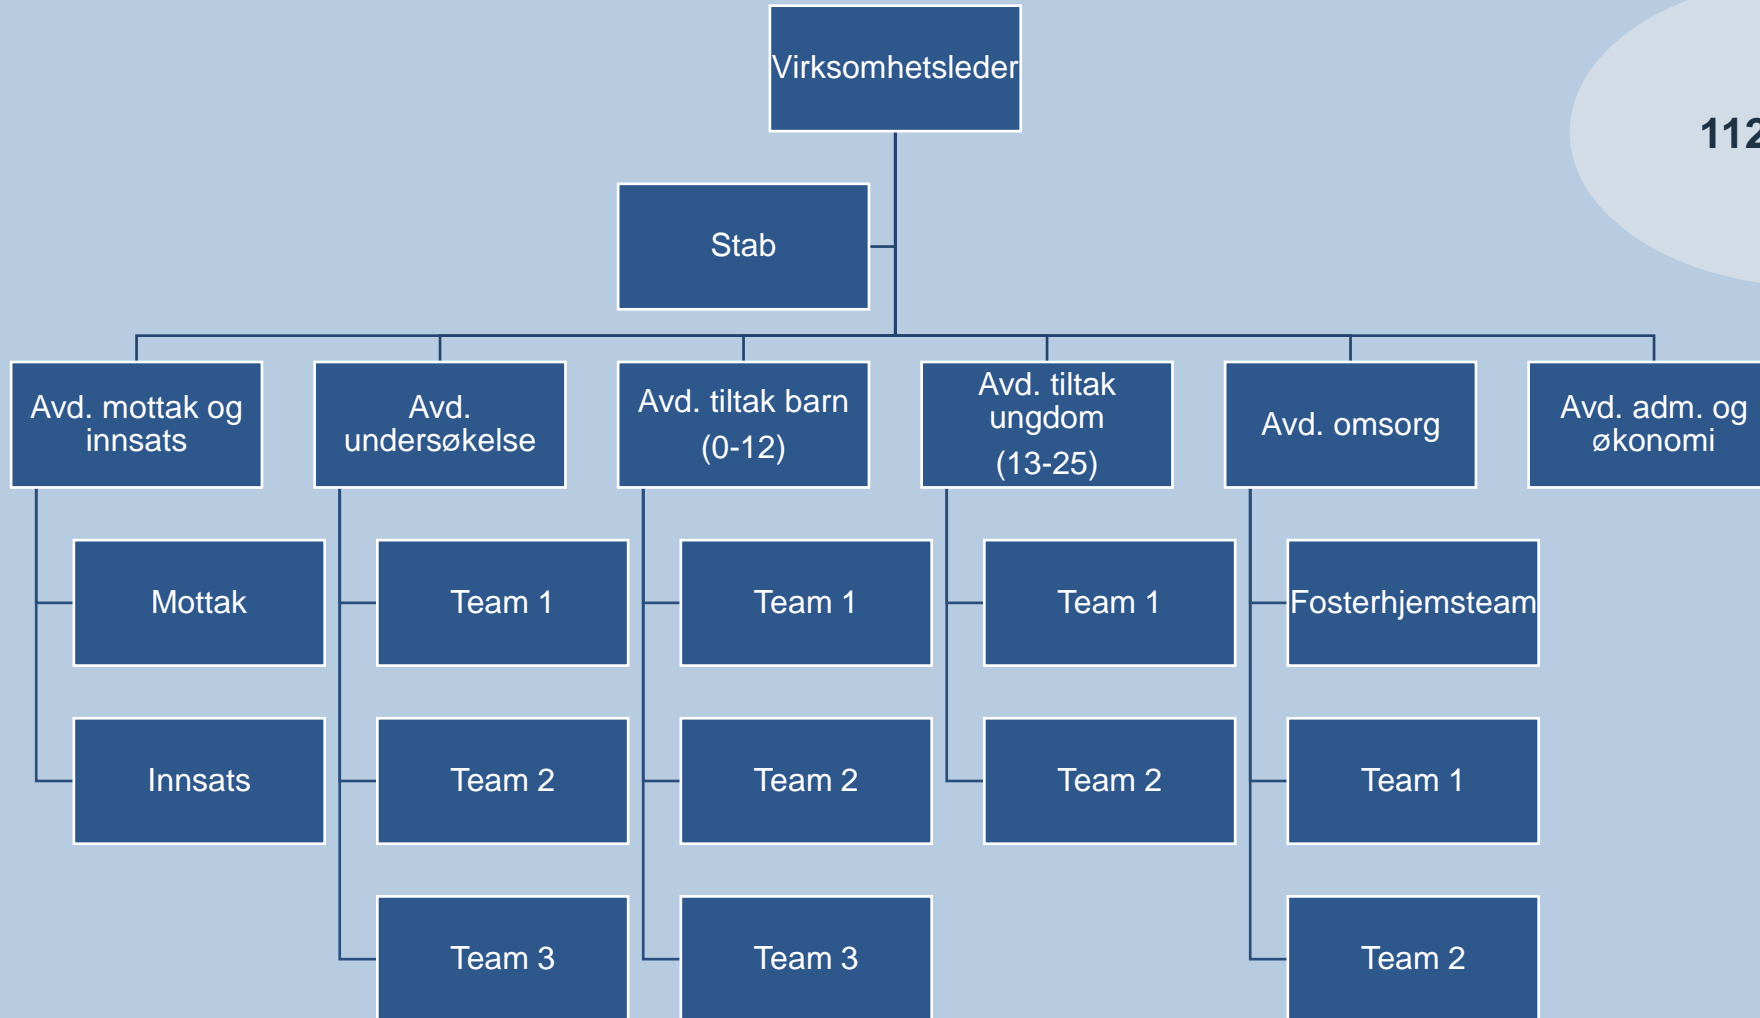 Virksomhetsleder
112
Stab
Avd. mottak og
innsats
Avd.
undersøkelse
Avd. tiltak barn
(0-12)
Avd. tiltak
ungdom
(13-25)
Avd. omsorg
Avd. adm. og
økonomi
Mottak
Team 1
Team 1
Team 1
Fosterhjemsteam
Innsats
Team 2
Team 2
Team 2
Team 1
Team 3
Team 3
Team 2